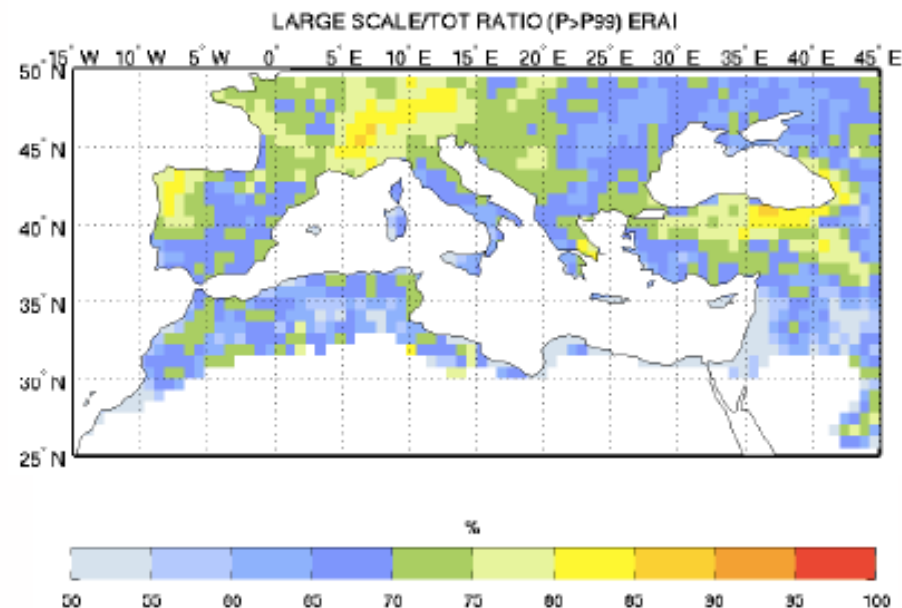 LARGE SCALE/TOT RATIO (P>P99) ERAI
15° W 10° W 5° W 0° 5° E 10° E 15° E 20° E 25° E 30° E 35° E 40° E 45° E
50° N
45° N
40° N
35° N
30° N
25° N
%
50 55 60 65 70 75 80 85 90 95 100